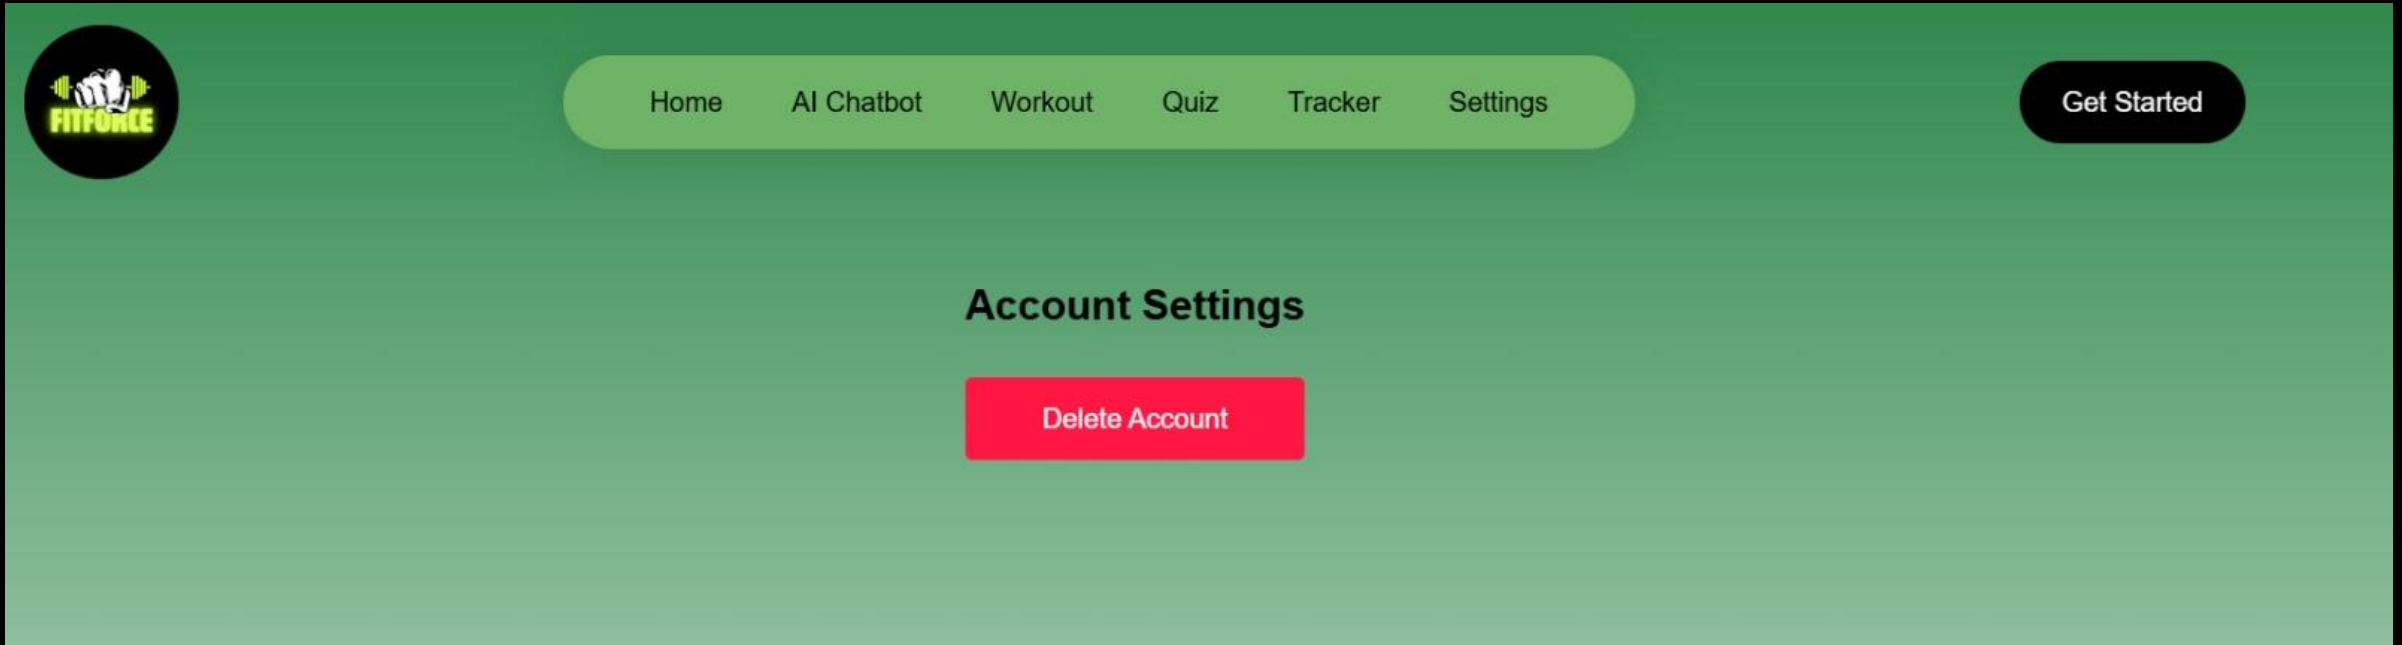 FITFORCE
Home AI Chatbot Workout Quiz Tracker Settings
Get Started
Account Settings
Delete Account